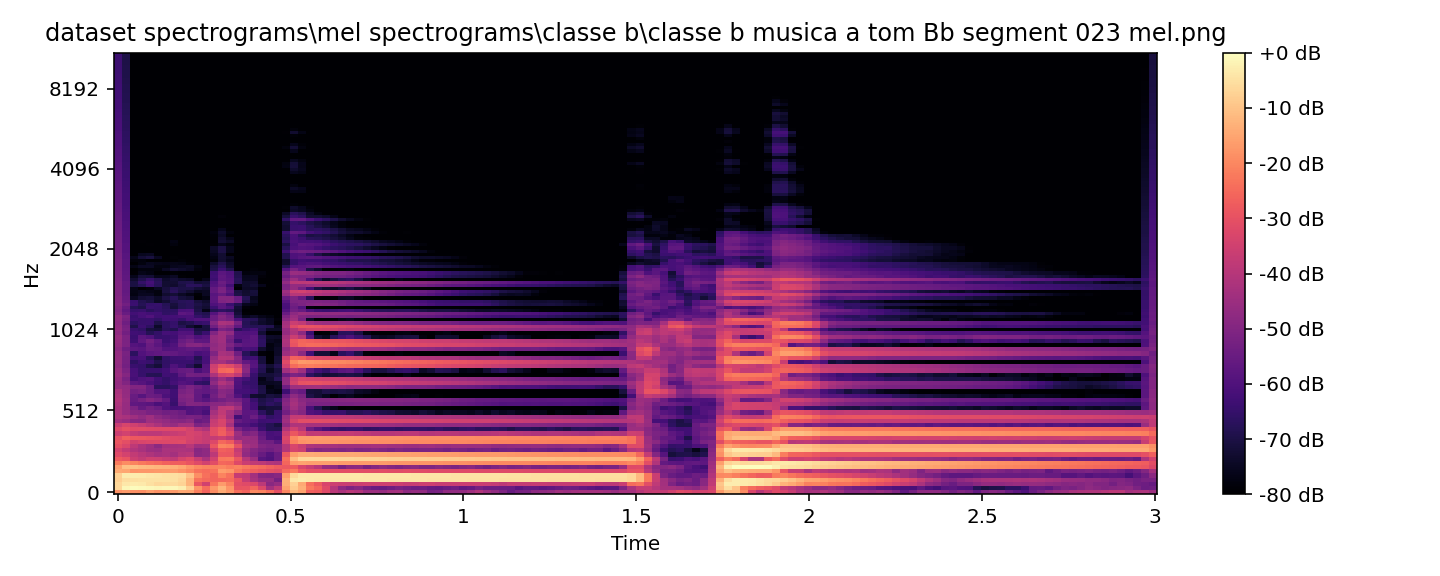 dataset spectrograms\mel spectrograms\classe b\classe b musica a tom Bb segment 023 mel.png
8192
4096
2048
1024
512
0
Hz
0
0.5
1
1.5
2
2.5
3
Time
+0 dB
-10 dB
-20 dB
-30 dB
-40 dB
-50 dB
-60 dB
-70 dB
-80 dB